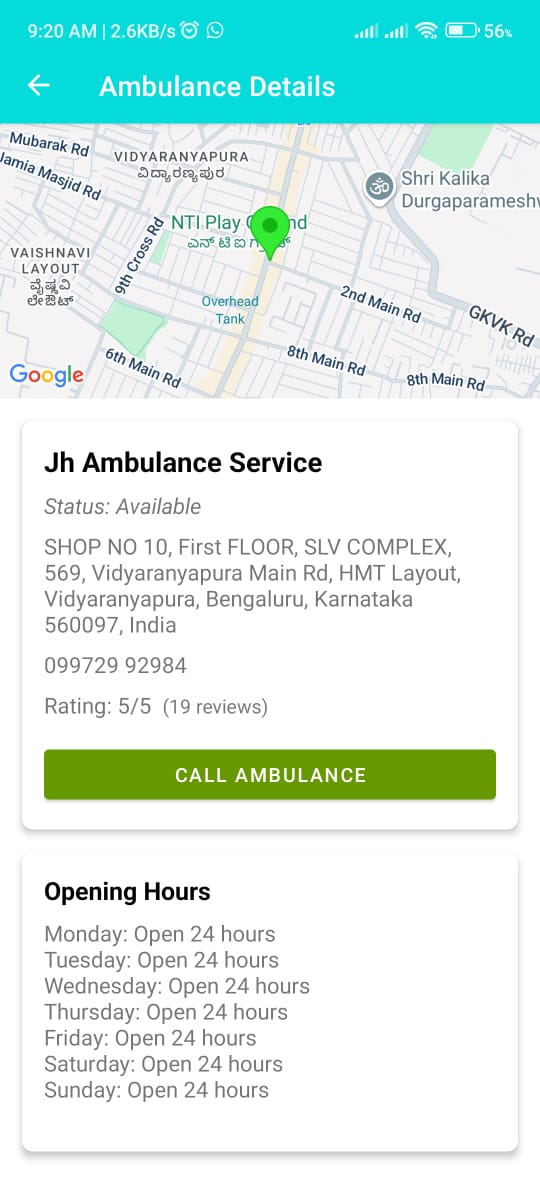 9:20 AM | 2.6KB/s
56%
Ambulance Details
Mubarak Rd
Jamia Masjid Rd
VIDYARANYAPURA
ವಿದ್ಯಾರಣ್ಯಪುರ
Shri Kalika
Durgaparameshw
NTI Play G nd
ಎನ್ ಟಿ ಐ
9th Cross Rd
VAISHNAVI
LAYOUT
ವೈಷ್ಣವಿ
ಲೇಔಟ್
Overhead
Tank
2nd Main Rd
GKVK Rd
6th Main Rd
8th Main Rd
8th Main Rd
Google
Jh Ambulance Service
Status: Available
SHOP NO 10, First FLOOR, SLV COMPLEX,
569, Vidyaranyapura Main Rd, HMT Layout,
Vidyaranyapura, Bengaluru, Karnataka
560097, India
099729 92984
Rating: 5/5 (19 reviews)
CALL AMBULANCE
Opening Hours
Monday: Open 24 hours
Tuesday: Open 24 hours
Wednesday: Open 24 hours
Thursday: Open 24 hours
Friday: Open 24 hours
Saturday: Open 24 hours
Sunday: Open 24 hours